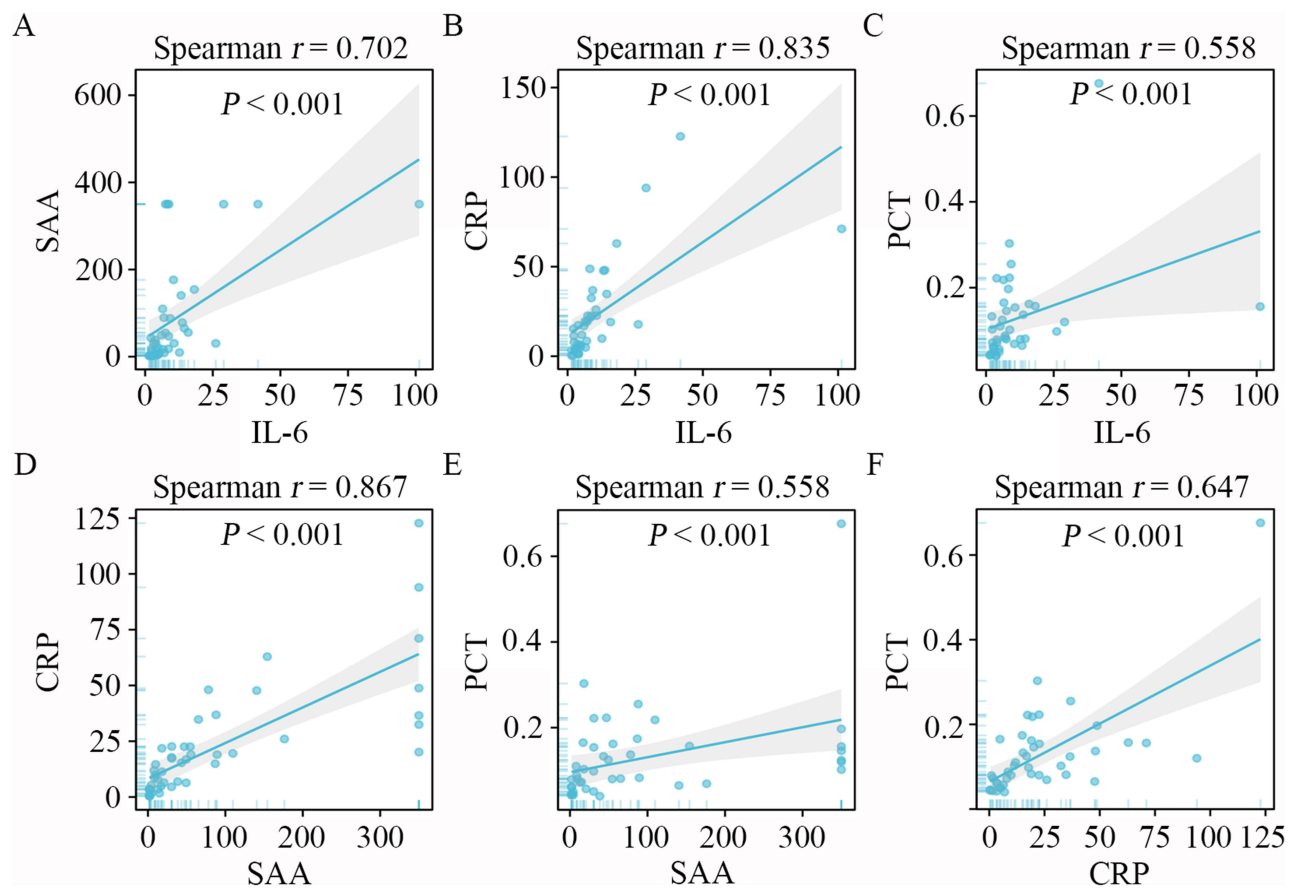 A
Spearman r = 0.702
P < 0.001
600
400
200
0
SAA
0 25 50 75 100
IL-6
B
Spearman r = 0.835
P < 0.001
150
100
50
0
CRP
0 25 50 75 100
IL-6
C
Spearman r = 0.558
P < 0.001
0.6
0.4
0.2
PCT
0 25 50 75 100
IL-6
D
Spearman r = 0.867
P < 0.001
125
100
75
50
25
0
CRP
0 100 200 300
SAA
E
Spearman r = 0.558
P < 0.001
0.6
0.4
0.2
PCT
0 100 200 300
SAA
F
Spearman r = 0.647
P < 0.001
0.6
0.4
0.2
PCT
0 25 50 75 100 125
CRP